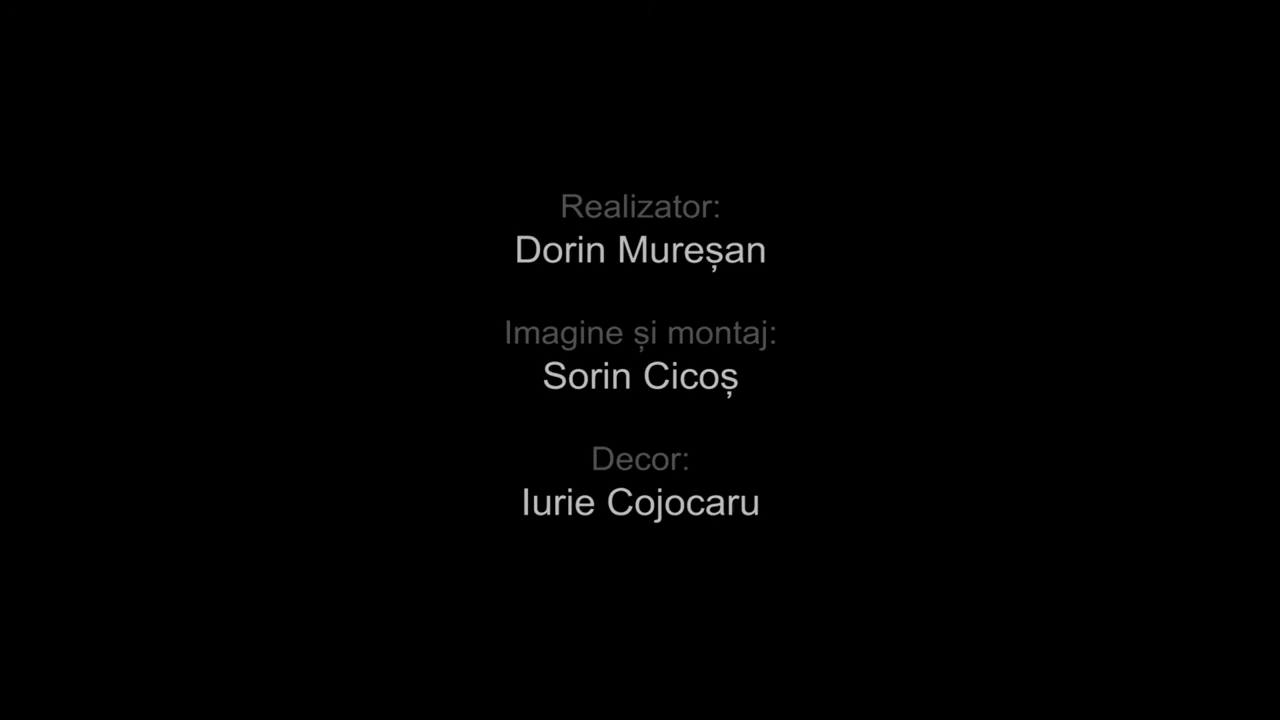 Realizator:
Dorin Mureșan
Imagine și montaj:
Sorin Cicoș
Decor:
Iurie Cojocaru